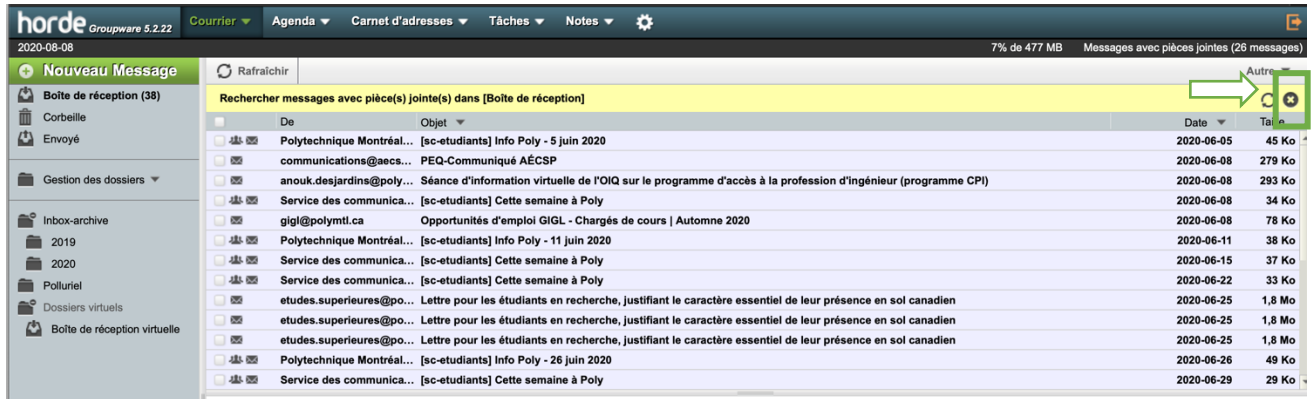 horde Groupware 5.2.22 Courrier Agenda Carnet d'adresses Tâches Notes
2020-08-08 7% de 477 MB Messages avec pièces jointes (26 messages)
Nouveau Message Rafraîchir Autre
Boîte de réception (38)
Corbeille
Envoyé
Gestion des dossiers
Inbox-archive
2019
2020
Polluriel
Dossiers virtuels
Boîte de réception virtuelle
Rechercher messages avec pièce(s) jointe(s) dans [Boîte de réception]
De Objet Date Taille
Polytechnique Montréal... [sc-etudiants] Info Poly - 5 juin 2020 2020-06-05 45 Ko
communications@aecs... PEQ-Communiqué AÉCSP 2020-06-08 279 Ko
anouk.desjardins@poly... Séance d'information virtuelle de l'OIQ sur le programme d'accès à la profession d'ingénieur (programme CPI) 2020-06-08 293 Ko
Service des communica... [sc-etudiants] Cette semaine à Poly 2020-06-08 34 Ko
gigl@polymtl.ca Opportunités d'emploi GIGL - Chargés de cours | Automne 2020 2020-06-08 78 Ko
Polytechnique Montréal... [sc-etudiants] Info Poly - 11 juin 2020 2020-06-11 38 Ko
Service des communica... [sc-etudiants] Cette semaine à Poly 2020-06-15 37 Ko
Service des communica... [sc-etudiants] Cette semaine à Poly 2020-06-22 33 Ko
etudes.superieures@po... Lettre pour les étudiants en recherche, justifiant le caractère essentiel de leur présence en sol canadien 2020-06-25 1,8 Mo
etudes.superieures@po... Lettre pour les étudiants en recherche, justifiant le caractère essentiel de leur présence en sol canadien 2020-06-25 1,8 Mo
etudes.superieures@po... Lettre pour les étudiants en recherche, justifiant le caractère essentiel de leur présence en sol canadien 2020-06-25 1,8 Mo
Polytechnique Montréal... [sc-etudiants] Info Poly - 26 juin 2020 2020-06-26 49 Ko
Service des communica... [sc-etudiants] Cette semaine à Poly 2020-06-29 29 Ko